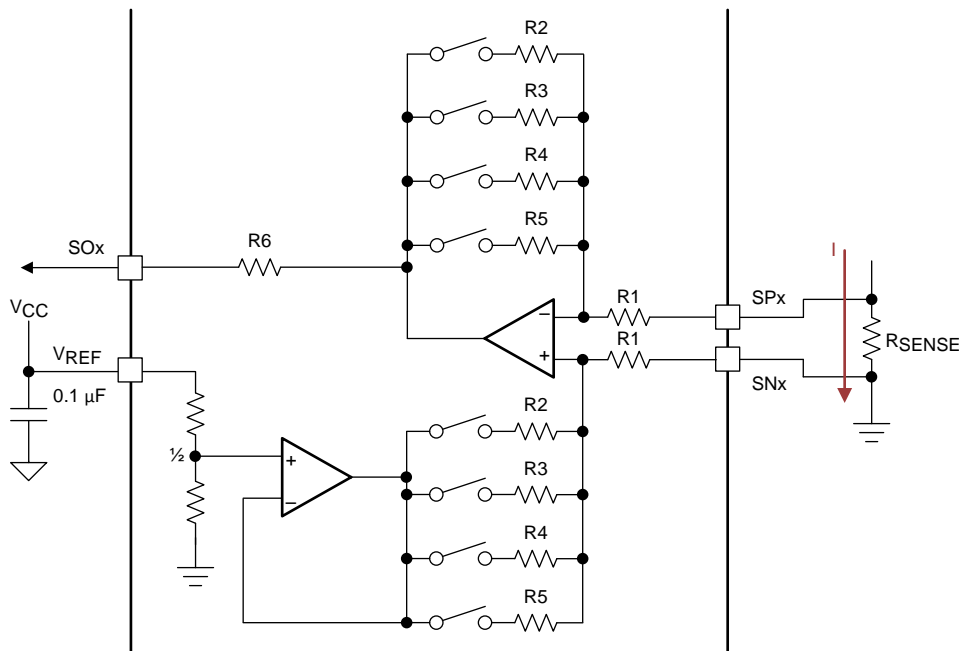 R2
R3
R4
R5
SOx
R6
I
VCC
VREF
0.1 µF
R1
SPx
R1
SNx
RSENSE
−
+
½
+
−
R2
R3
R4
R5